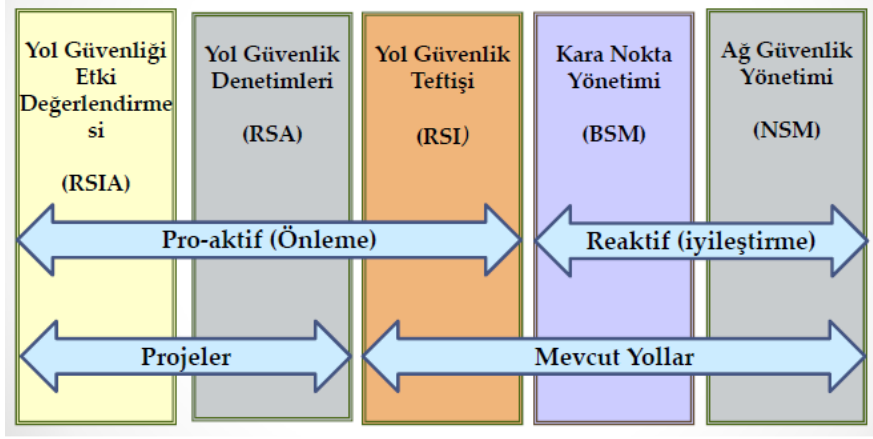 Yol Güvenliği
Etki
Değerlendirme
si
(RSIA)
Yol Güvenlik
Denetimleri
(RSA)
Yol Güvenlik
Teftişi
(RSI)
Kara Nokta
Yönetimi
(BSM)
Ağ Güvenlik
Yönetimi
(NSM)
Pro-aktif (Önleme)
Reaktif (iyileştirme)
Projeler
Mevcut Yollar